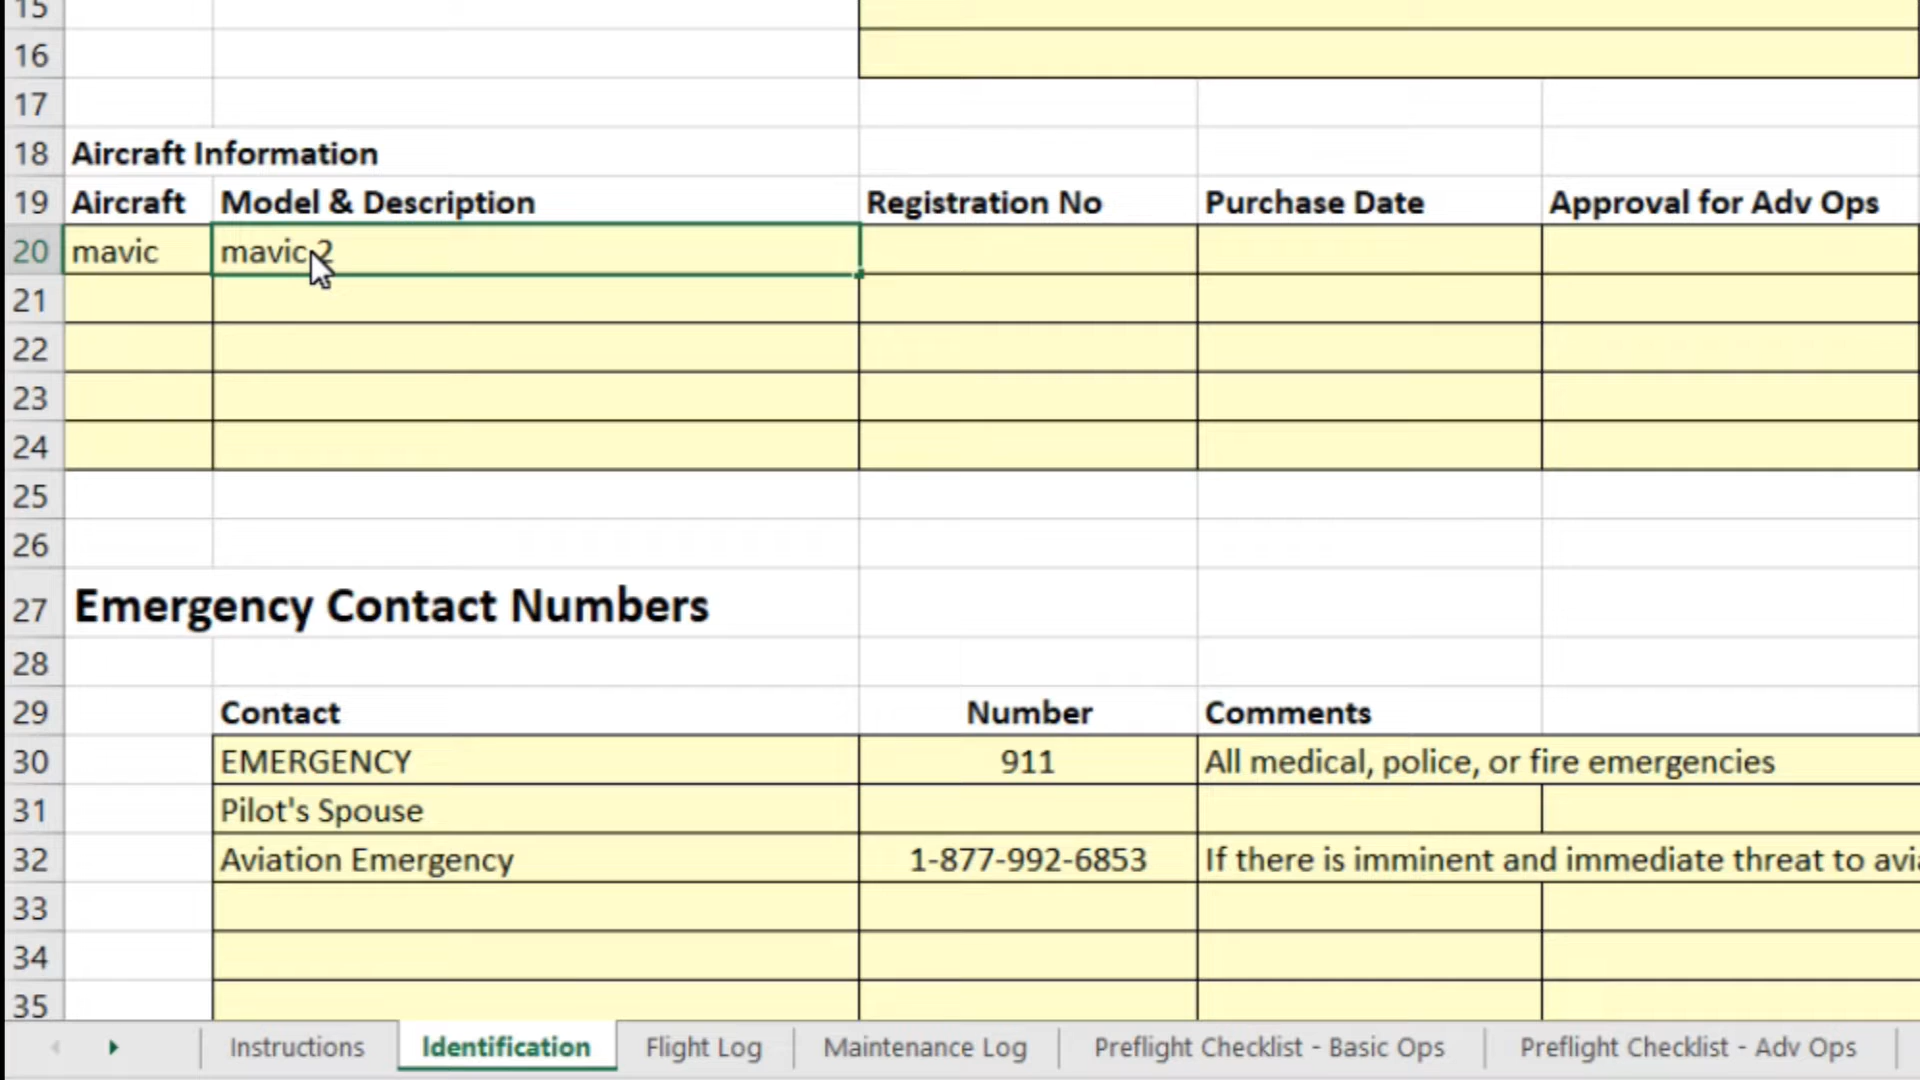 15
16
17
18 Aircraft Information
19 Aircraft Model & Description Registration No Purchase Date Approval for Adv Ops
20 mavic mavic 2
21
22
23
24
25
26
27 Emergency Contact Numbers
28
29 Contact Number Comments
30 EMERGENCY 911 All medical, police, or fire emergencies
31 Pilot's Spouse
32 Aviation Emergency 1-877-992-6853 If there is imminent and immediate threat to avia
33
34
35
Instructions Identification Flight Log Maintenance Log Preflight Checklist - Basic Ops Preflight Checklist - Adv Ops